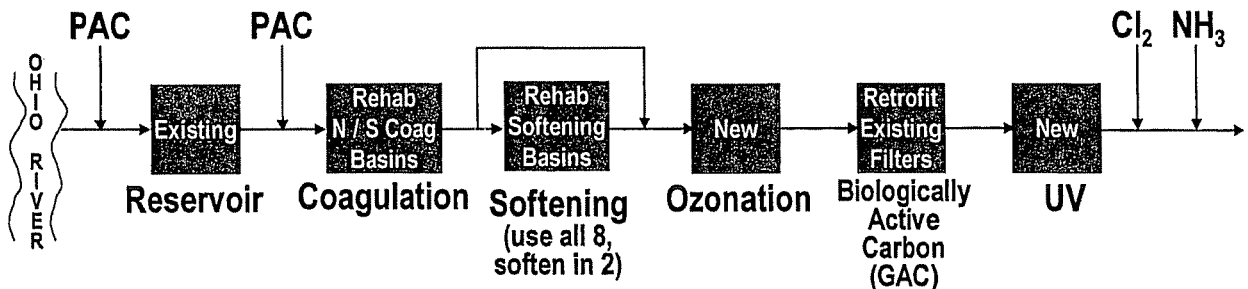 PAC
PAC
Cl₂
NH₃
OHIO RIVER
Existing
Reservoir
Rehab
N / S Coag
Basins
Coagulation
Rehab
Softening
Basins
Softening
(use all 8,
soften in 2)
New
Ozonation
Retrofit
Existing
Filters
Biologically
Active
Carbon
(GAC)
New
UV